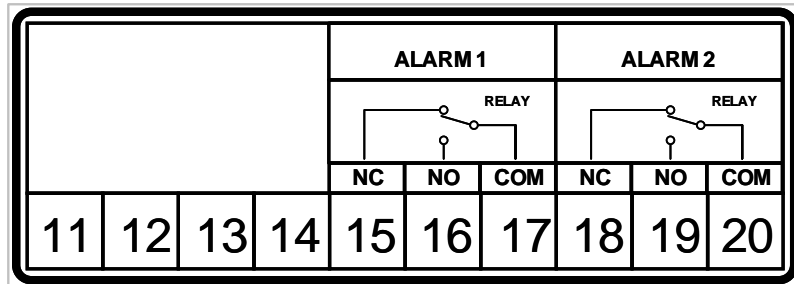 ALARM 1 ALARM 2
RELAY RELAY
NC NO COM NC NO COM
11 12 13 14 15 16 17 18 19 20